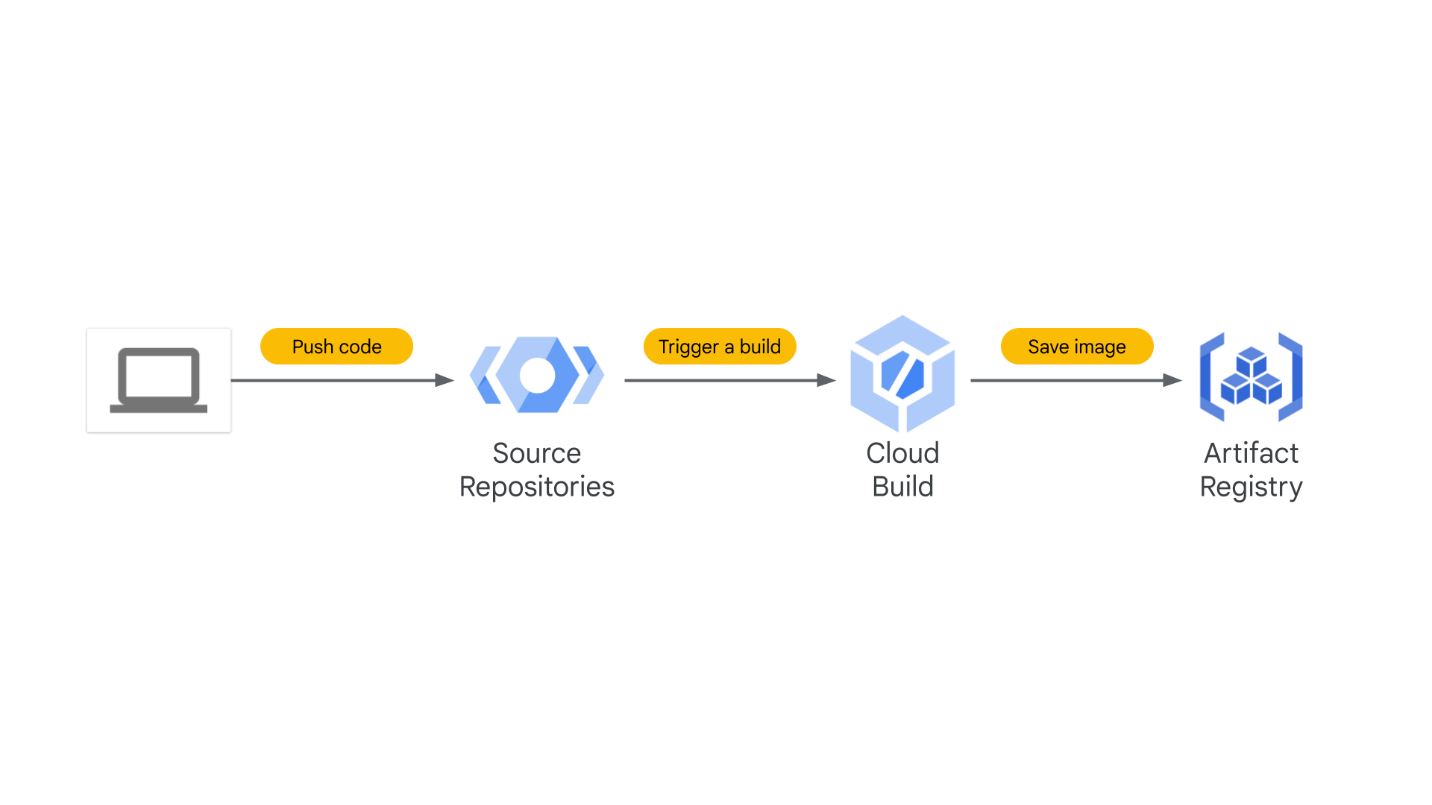 Push code
Trigger a build
Save image
Source
Repositories
Cloud
Build
Artifact
Registry